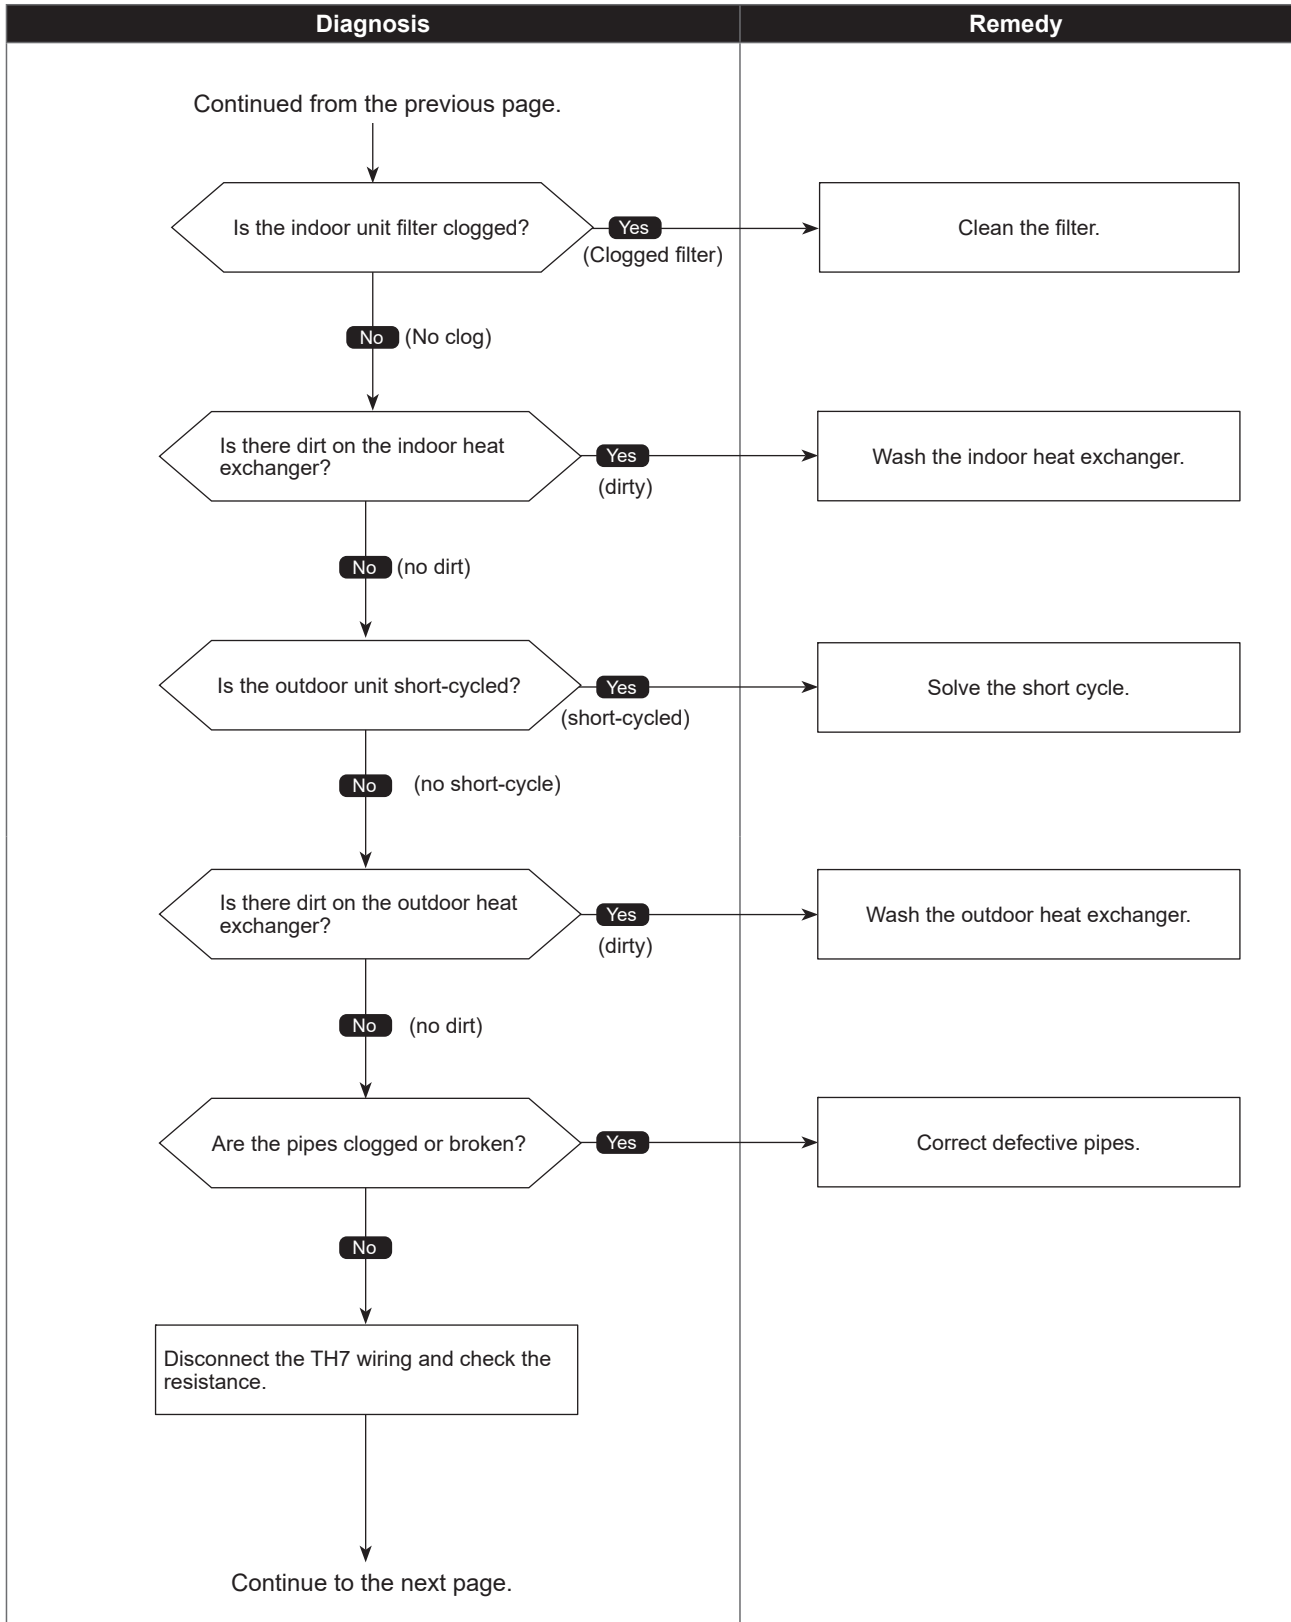 Diagnosis
Remedy
Continued from the previous page.
Is the indoor unit filter clogged?
Yes
(Clogged filter)
Clean the filter.
No
(No clog)
Is there dirt on the indoor heat
exchanger?
Yes
(dirty)
Wash the indoor heat exchanger.
No
(no dirt)
Is the outdoor unit short-cycled?
Yes
(short-cycled)
Solve the short cycle.
No
(no short-cycle)
Is there dirt on the outdoor heat
exchanger?
Yes
(dirty)
Wash the outdoor heat exchanger.
No
(no dirt)
Are the pipes clogged or broken?
Yes
Correct defective pipes.
No
Disconnect the TH7 wiring and check the
resistance.
Continue to the next page.